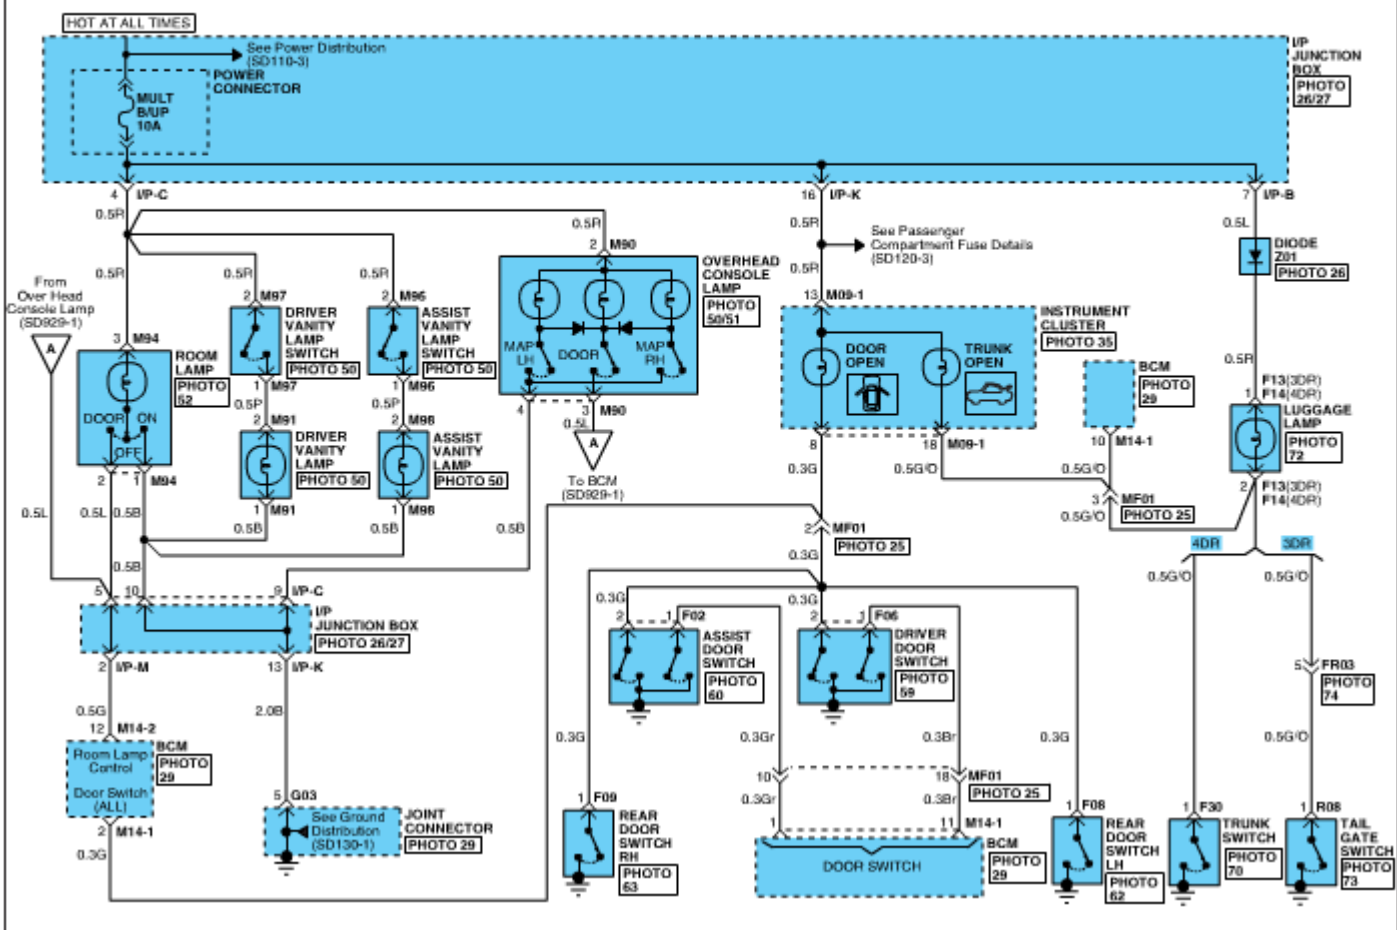 HOT AT ALL TIMES
See Power Distribution
(SD110-3)
POWER
CONNECTOR
MULT
B/UP
10A
I/P
JUNCTION
BOX
PHOTO
26/27
4
I/P-C
16
I/P-K
7
I/P-B
0.5R
0.5R
0.5R
0.5L
See Passenger
Compartment Fuse Details
(SD120-3)
DIODE
Z01
PHOTO 26
2
M90
OVERHEAD
CONSOLE
LAMP
PHOTO
50/51
From
Over Head
Console Lamp
(SD929-1)
A
0.5R
0.5R
0.5R
0.5R
2
M97
2
M96
13
M09-1
DRIVER
VANITY
LAMP
SWITCH
PHOTO 50
ASSIST
VANITY
LAMP
SWITCH
PHOTO 50
INSTRUMENT
CLUSTER
PHOTO 35
3
M94
ROOM
LAMP
PHOTO
52
DOOR
ON
OFF
MAP
LH
DOOR
MAP
RH
DOOR
OPEN
TRUNK
OPEN
BCM
PHOTO
29
0.5R
1
F13(3DR)
F14(4DR)
LUGGAGE
LAMP
PHOTO
72
1
M97
1
M96
0.5P
0.5P
2
M91
2
M98
4
3
M90
0.5L
A
To BCM
(SD929-1)
DRIVER
VANITY
LAMP
PHOTO 50
ASSIST
VANITY
LAMP
PHOTO 50
8
18
M09-1
10
M14-1
0.3G
0.5G/O
0.5G/O
2
1
M94
1
M91
1
M98
2
F13(3DR)
F14(4DR)
3
MF01
PHOTO 25
0.5G/O
0.5L
0.5L
0.5B
0.5B
0.5B
0.5B
2
MF01
PHOTO 25
0.3G
4DR
3DR
0.5G/O
0.5G/O
0.5B
5
10
9
I/P-C
I/P
JUNCTION BOX
PHOTO 26/27
0.3G
0.3G
2
1
F02
2
1
F06
ASSIST
DOOR
SWITCH
PHOTO
60
DRIVER
DOOR
SWITCH
PHOTO
59
2
I/P-M
13
I/P-K
5
FR03
PHOTO
74
0.5G
2.0B
12
M14-2
BCM
PHOTO
29
Room Lamp
Control
Door Switch
(ALL)
2
M14-1
0.3G
0.3G
0.3Gr
0.3Br
0.3G
0.5G/O
10
18
MF01
PHOTO 25
0.3Gr
0.3Br
5
G03
See Ground
Distribution
(SD130-1)
JOINT
CONNECTOR
PHOTO 29
1
F09
REAR
DOOR
SWITCH
RH
PHOTO
63
1
11
M14-1
DOOR SWITCH
BCM
PHOTO
29
1
F08
REAR
DOOR
SWITCH
LH
PHOTO
62
1
F30
TRUNK
SWITCH
PHOTO
70
1
R08
TAIL
GATE
SWITCH
PHOTO
73